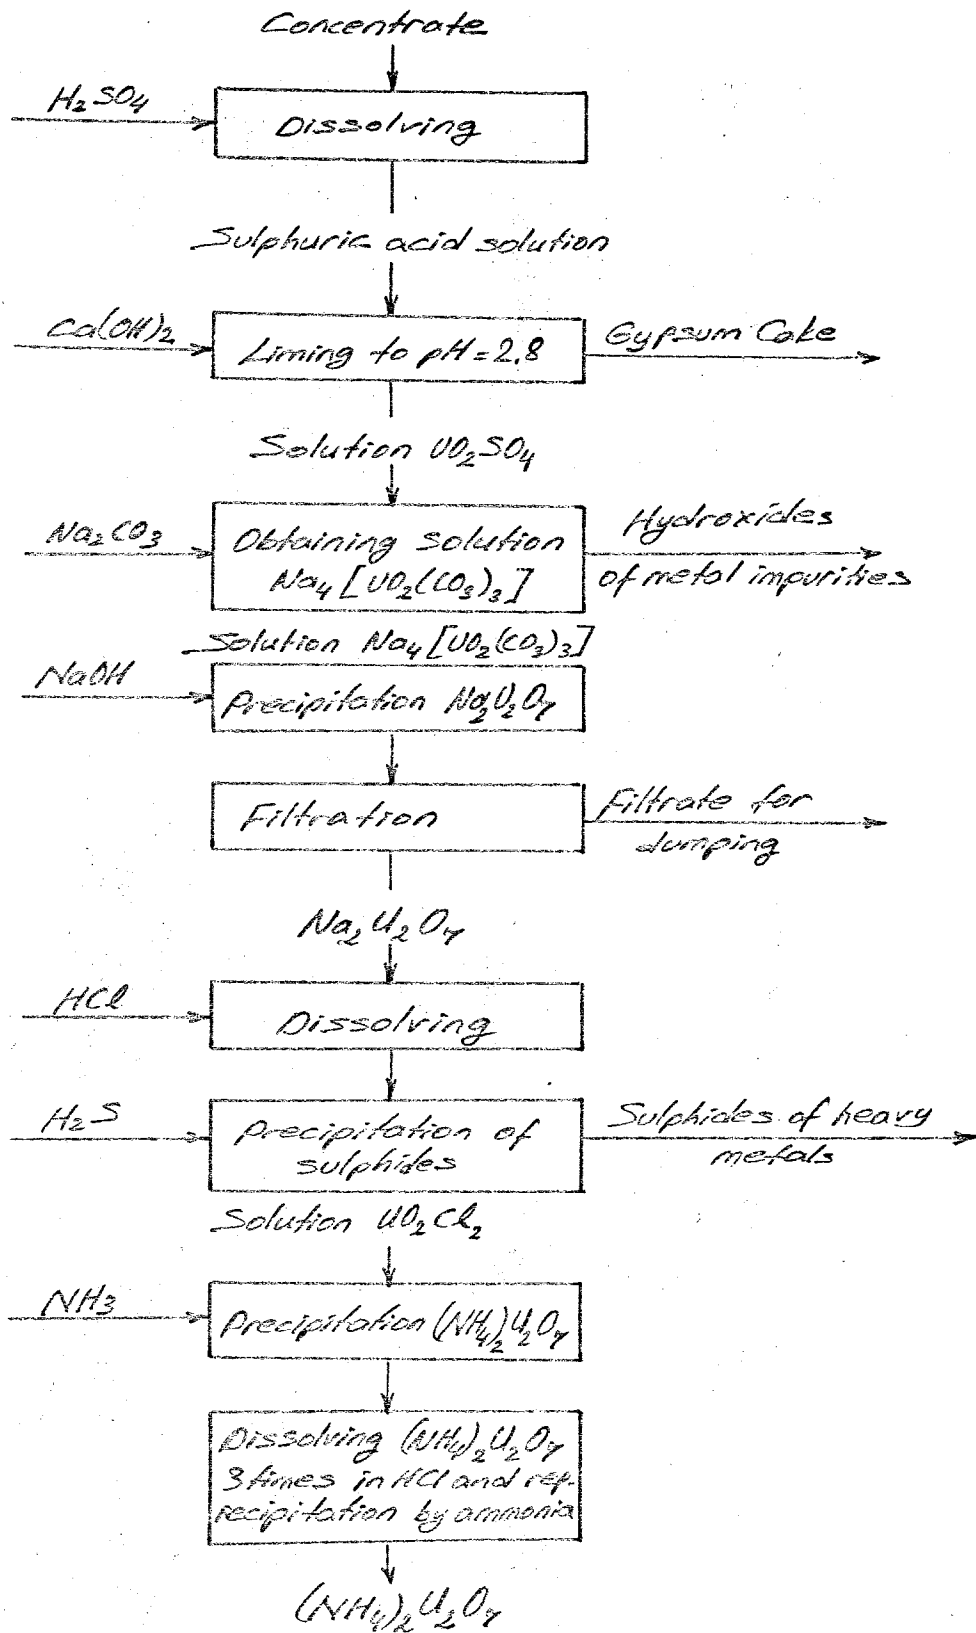 Concentrate
H₂SO₄
Dissolving
Sulphuric acid solution
Ca(OH)₂
Liming to pH=2.8
Gypsum Cake
Solution UO₂SO₄
Na₂CO₃
Obtaining solution
Na₄[UO₂(CO₃)₃]
Hydroxides
of metal impurities
Solution Na₄[UO₂(CO₃)₃]
NaOH
Precipitation Na₂U₂O₇
Filtration
Filtrate for
dumping
Na₂U₂O₇
HCl
Dissolving
H₂S
Precipitation of
sulphides
Sulphides of heavy
metals
Solution UO₂Cl₂
NH₃
Precipitation (NH₄)₂U₂O₇
Dissolving (NH₄)₂U₂O₇
3 times in HCl and rep-
recipitation by ammonia
(NH₄)₂U₂O₇